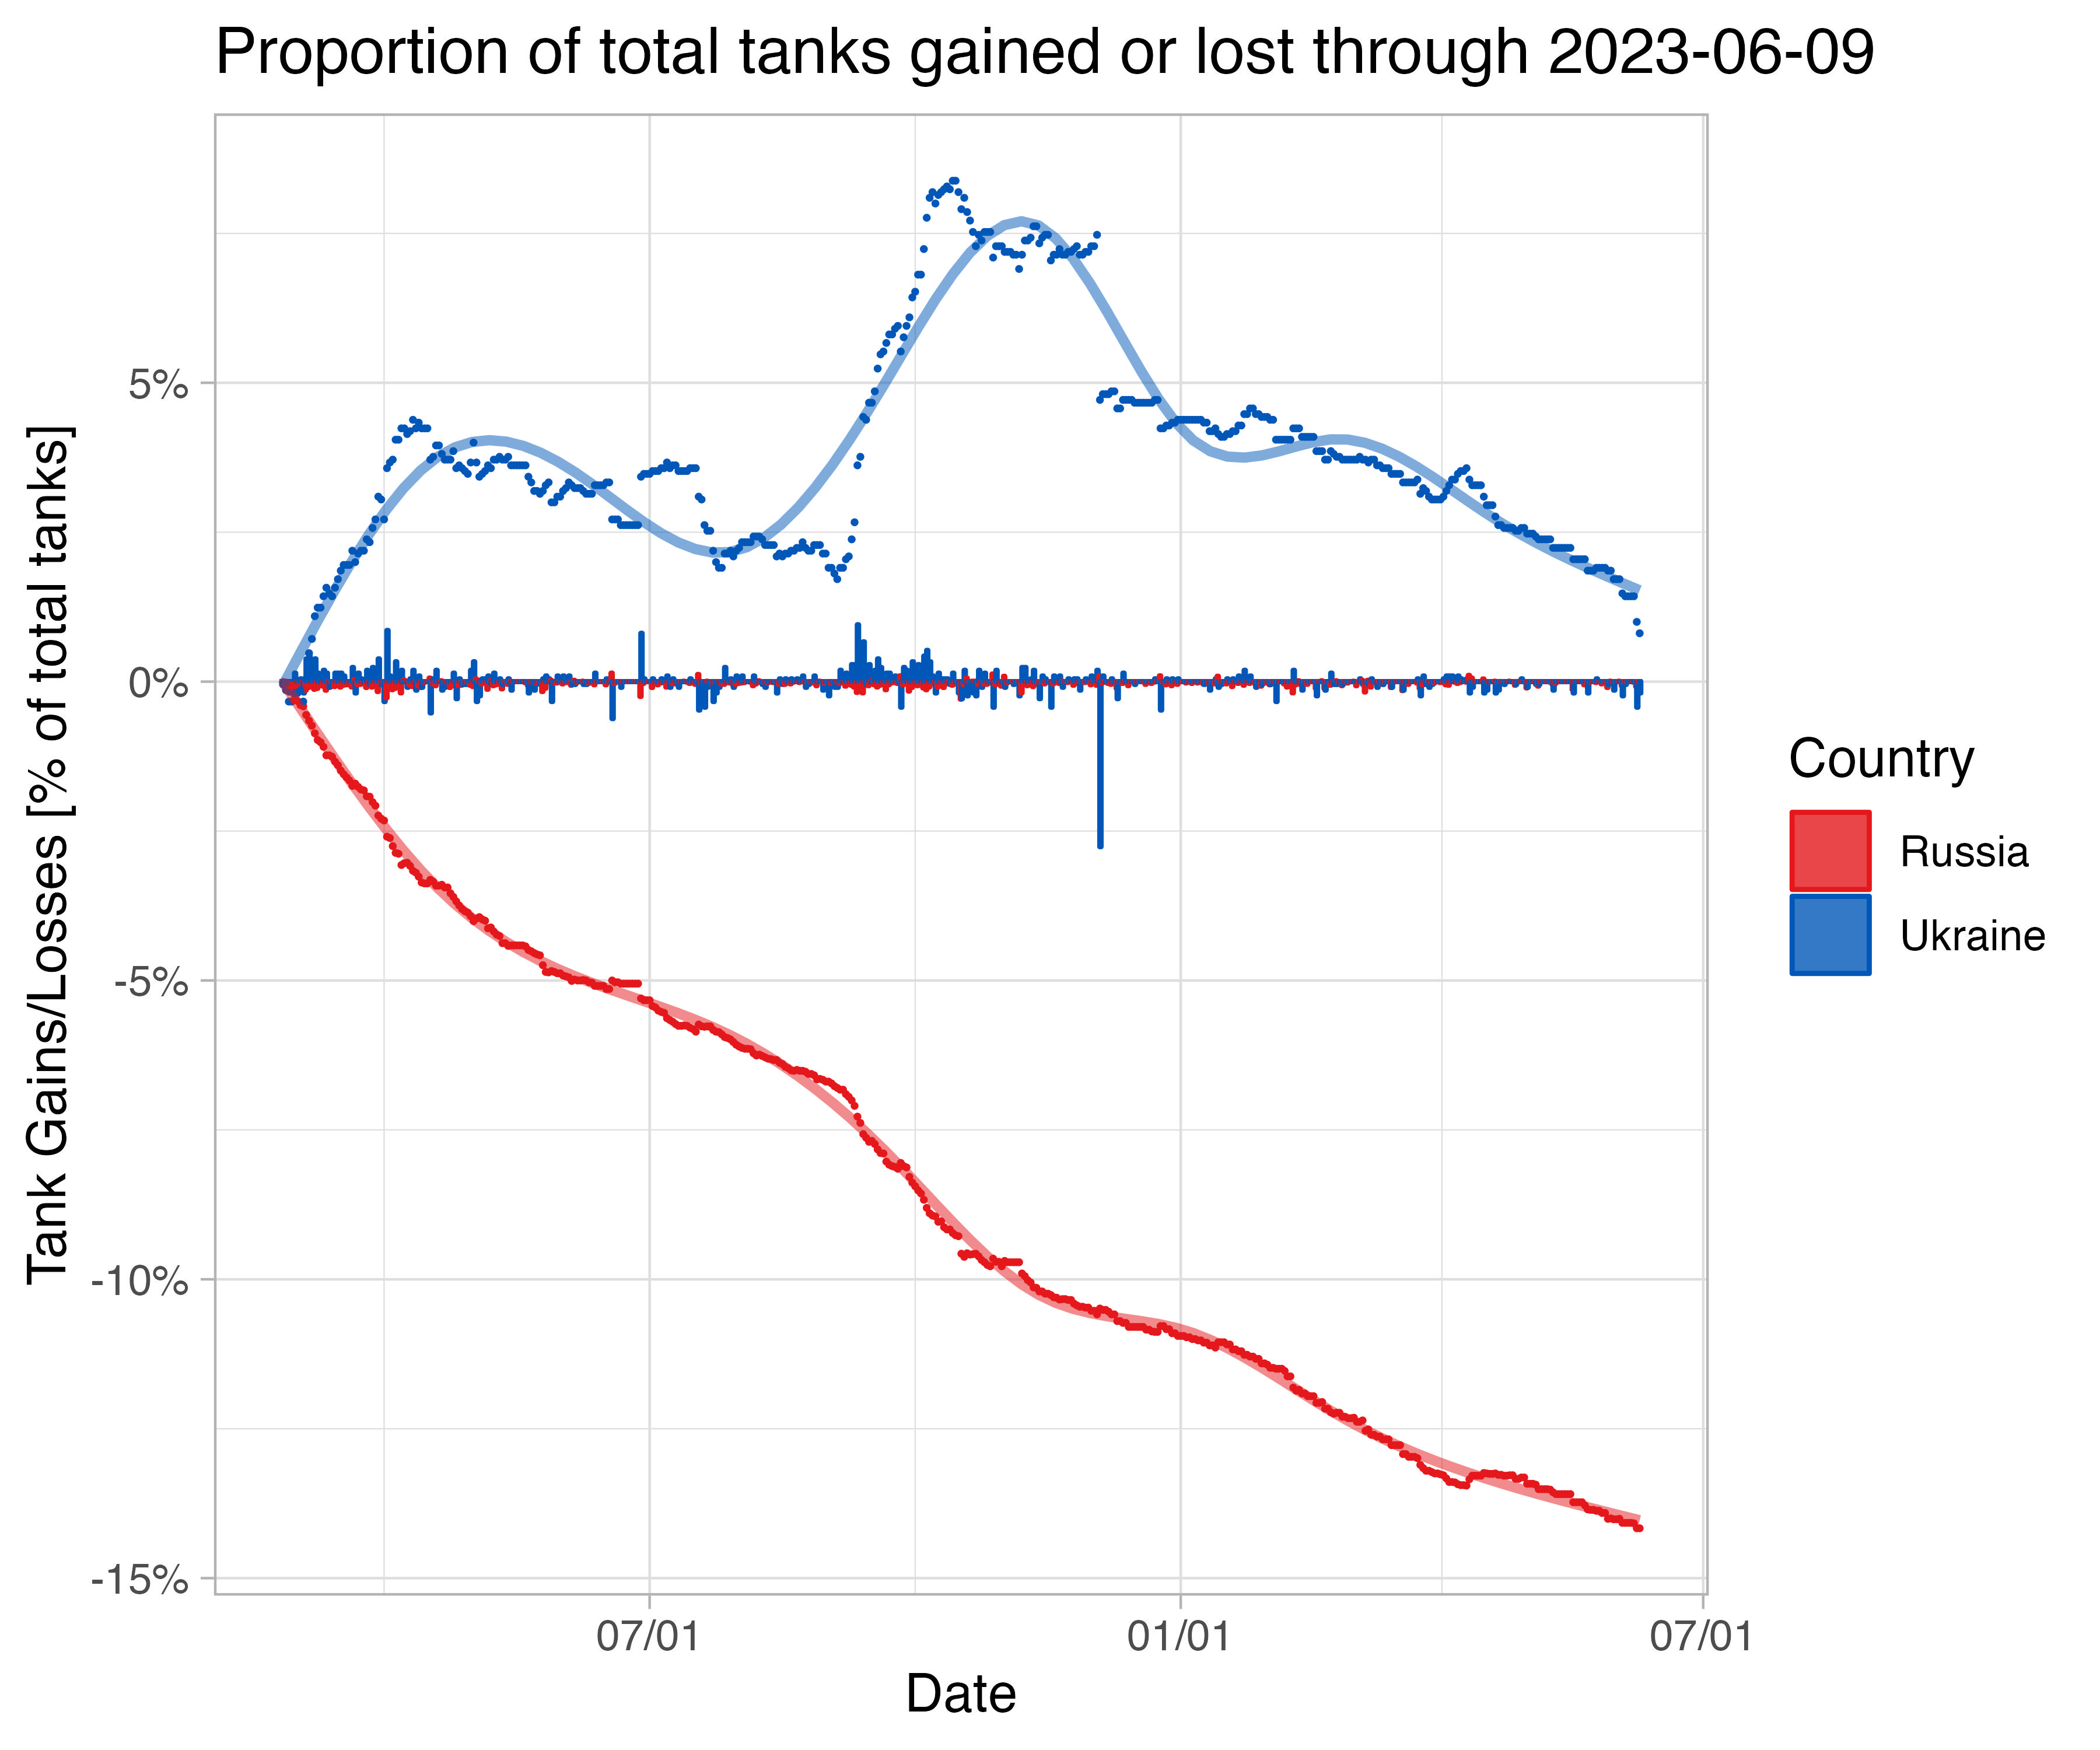 Proportion of total tanks gained or lost through 2023-06-09
Tank Gains/Losses [% of total tanks]
5%
0%
-5%
-10%
-15%
07/01
01/01
07/01
Date
Country
Russia
Ukraine